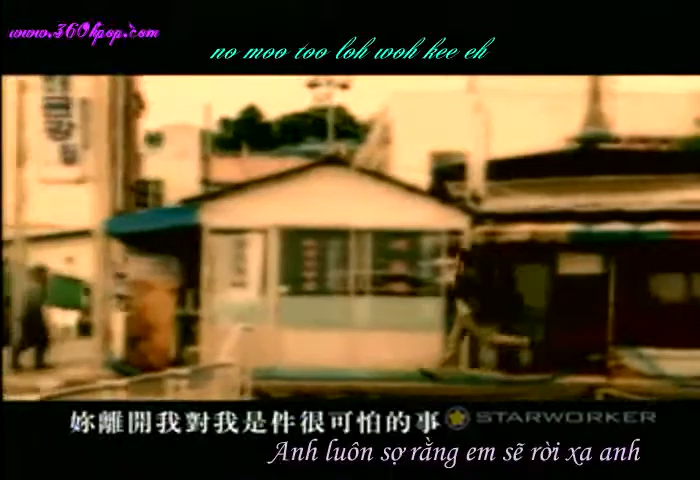 www.360kpop.com
no moo too loh woh kee eh
妳離開我對我是件很可怕的事
STARWORKER
Anh luôn sợ rằng em sẽ rời xa anh